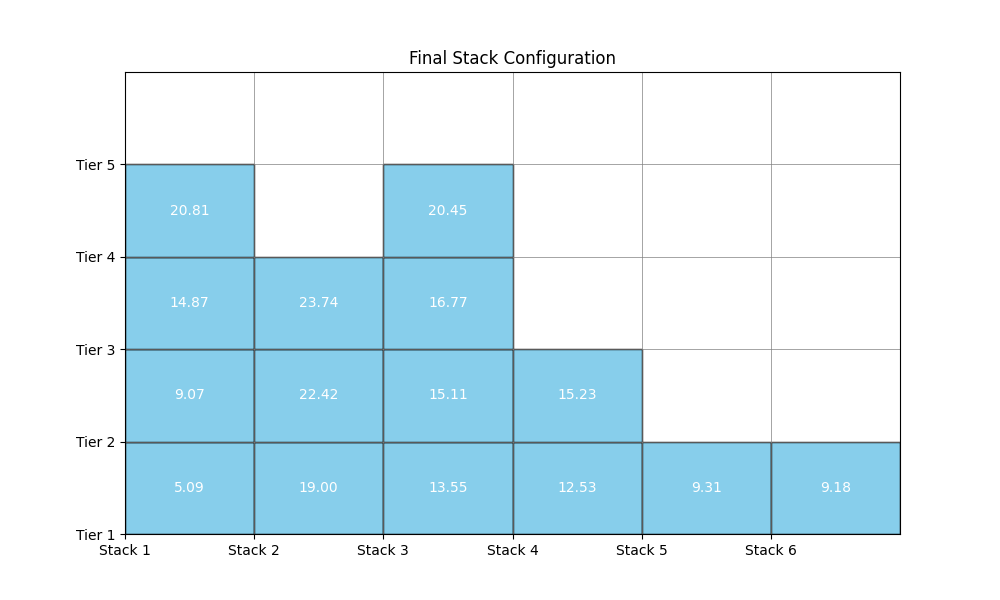 Final Stack Configuration
Tier 5
20.81 20.45
Tier 4
14.87 23.74 16.77
Tier 3
9.07 22.42 15.11 15.23
Tier 2
5.09 19.00 13.55 12.53 9.31 9.18
Tier 1
Stack 1 Stack 2 Stack 3 Stack 4 Stack 5 Stack 6